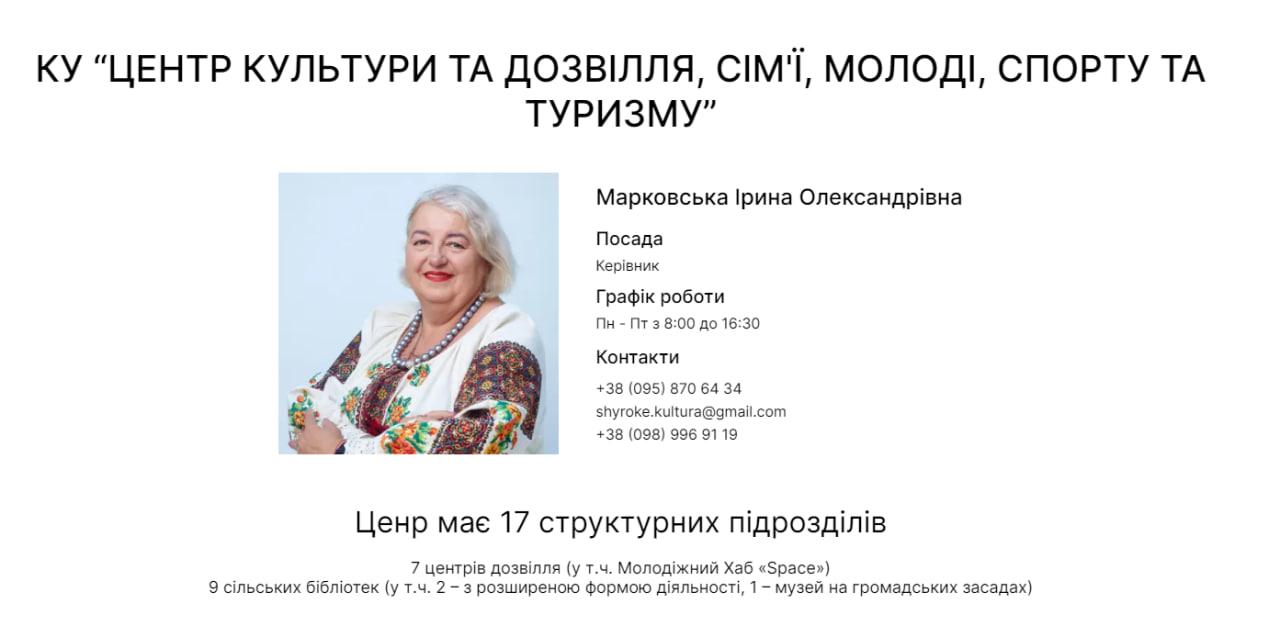 КУ “ЦЕНТР КУЛЬТУРИ ТА ДОЗВІЛЛЯ, СІМ'Ї, МОЛОДІ, СПОРТУ ТА
ТУРИЗМУ”
Марковська Ірина Олександрівна
Посада
Керівник
Графік роботи
Пн - Пт з 8:00 до 16:30
Контакти
+38 (095) 870 64 34
shyroke.kultura@gmail.com
+38 (098) 996 91 19
Ценр має 17 структурних підрозділів
7 центрів дозвілля (у т.ч. Молодіжний Хаб «Space»)
9 сільських бібліотек (у т.ч. 2 – з розширеною формою діяльності, 1 – музей на громадських засадах)